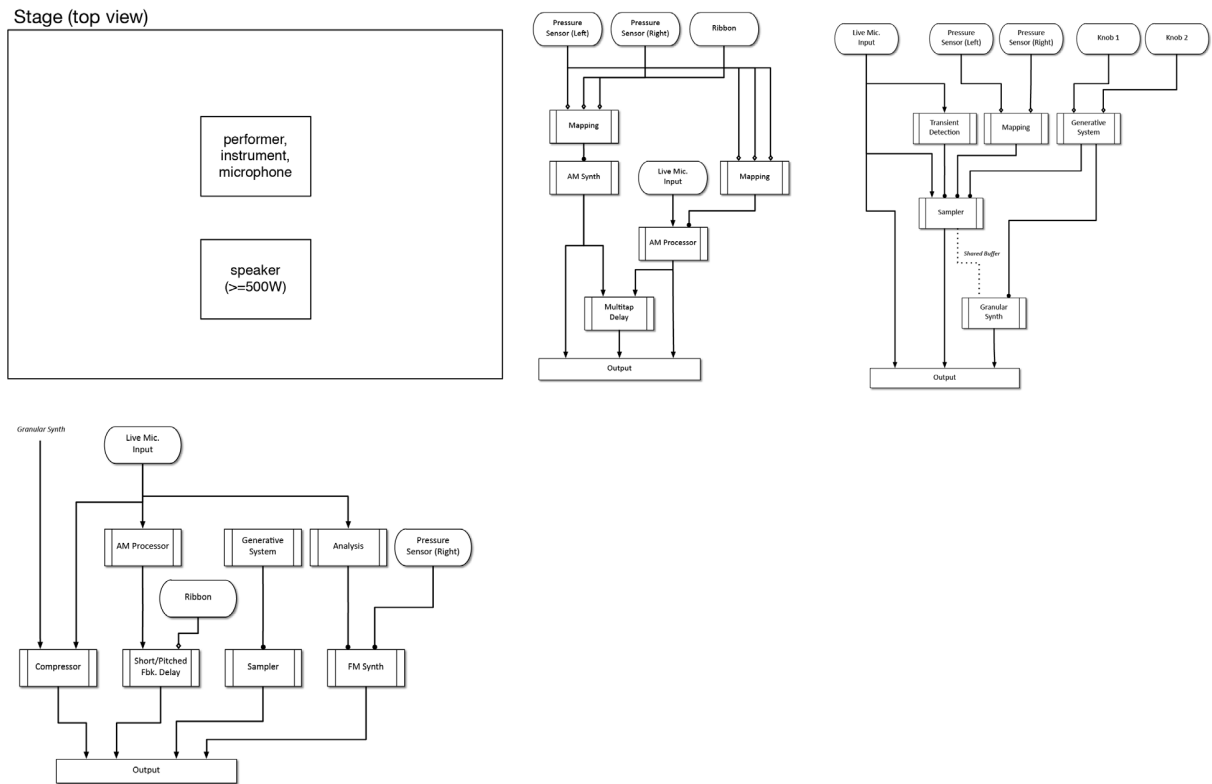 Stage (top view)
performer,
instrument,
microphone
speaker
(>=500W)
Pressure
Sensor (Left)
Pressure
Sensor (Right)
Ribbon
Mapping
AM Synth
Live Mic.
Input
Mapping
AM Processor
Multitap
Delay
Output
Live Mic.
Input
Pressure
Sensor (Left)
Pressure
Sensor (Right)
Knob 1
Knob 2
Transient
Detection
Mapping
Generative
System
Sampler
Shared Buffer
Granular
Synth
Output
Granular Synth
Live Mic.
Input
AM Processor
Generative
System
Analysis
Pressure
Sensor (Right)
Ribbon
Compressor
Short/Pitched
Fbk. Delay
Sampler
FM Synth
Output